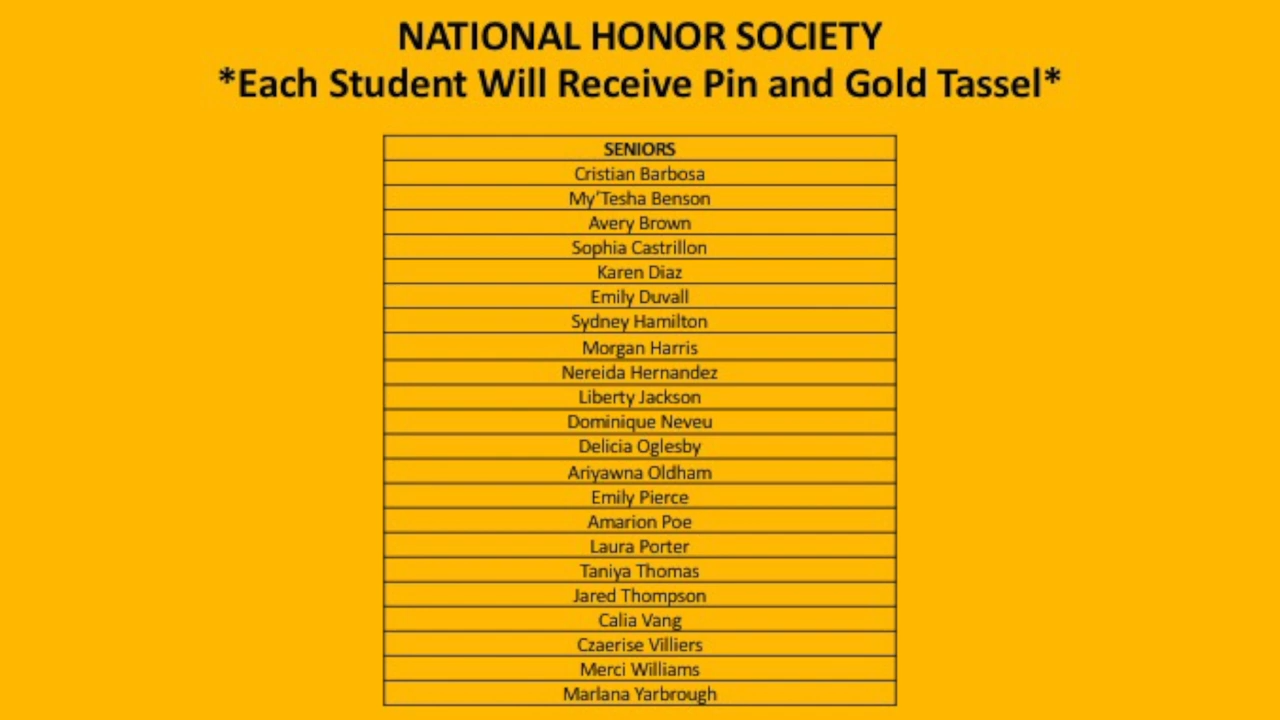 NATIONAL HONOR SOCIETY
*Each Student Will Receive Pin and Gold Tassel*
SENIORS
Cristian Barbosa
My'Tesha Benson
Avery Brown
Sophia Castrillon
Karen Diaz
Emily Duvall
Sydney Hamilton
Morgan Harris
Nereida Hernandez
Liberty Jackson
Dominique Neveu
Delicia Oglesby
Ariyawna Oldham
Emily Pierce
Amarion Poe
Laura Porter
Taniya Thomas
Jared Thompson
Calia Vang
Czaerise Villiers
Merci Williams
Marlana Yarbrough